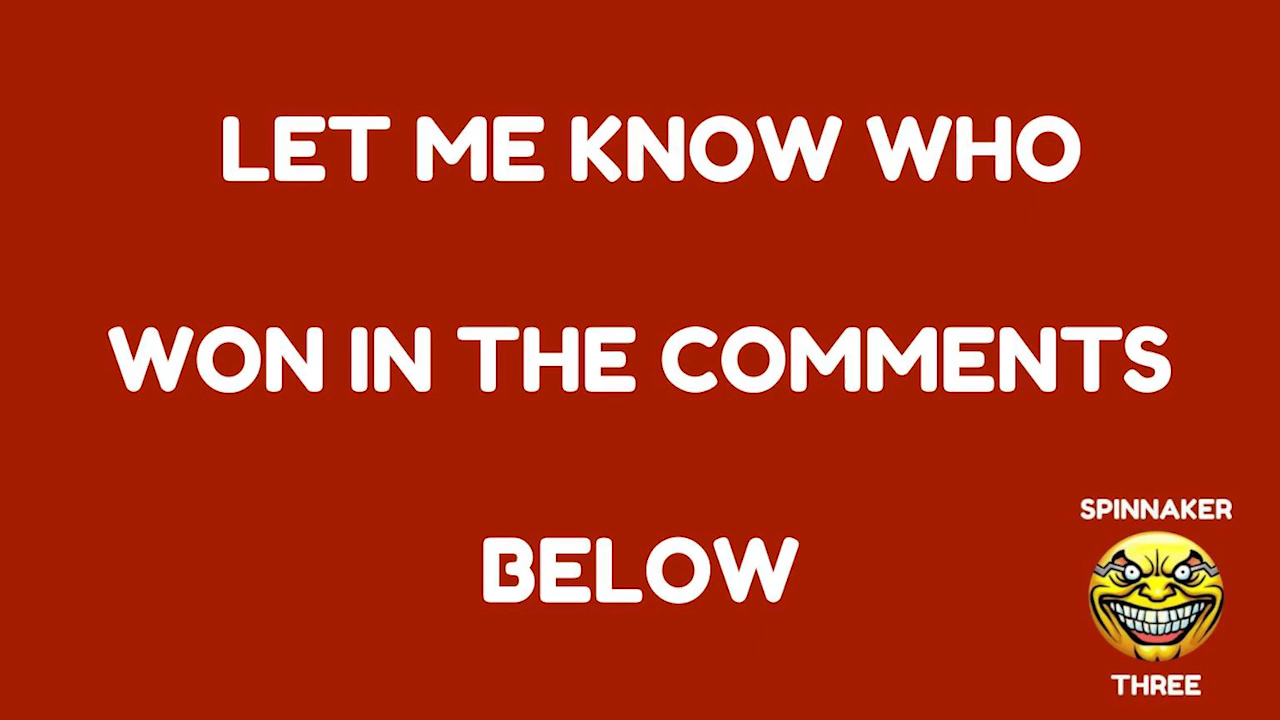 LET ME KNOW WHO
WON IN THE COMMENTS
BELOW
SPINNAKER
THREE